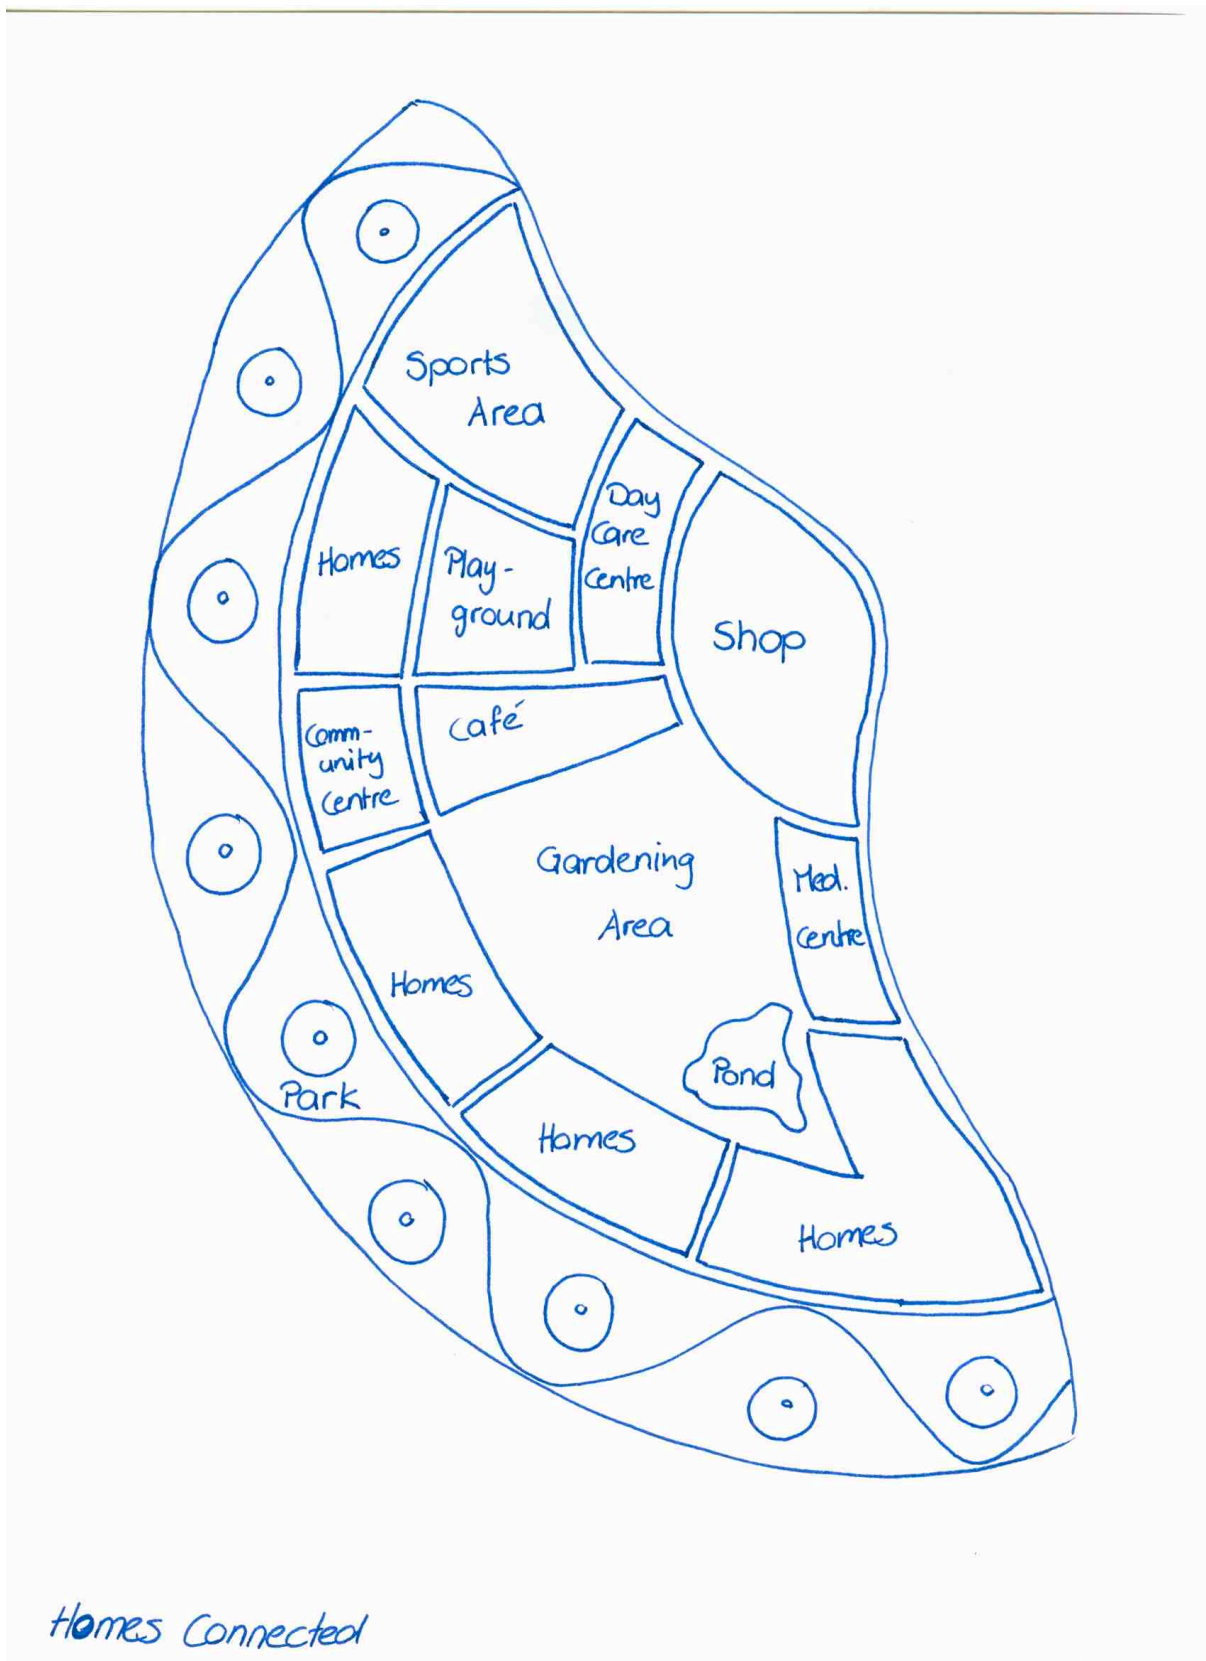 Sports
Area
Day
Care
Centre
Homes
Play-
ground
Shop
Comm-
unity
Centre
Café
Gardening
Area
Med.
Centre
Homes
Pond
Park
Homes
Homes
Homes Connected